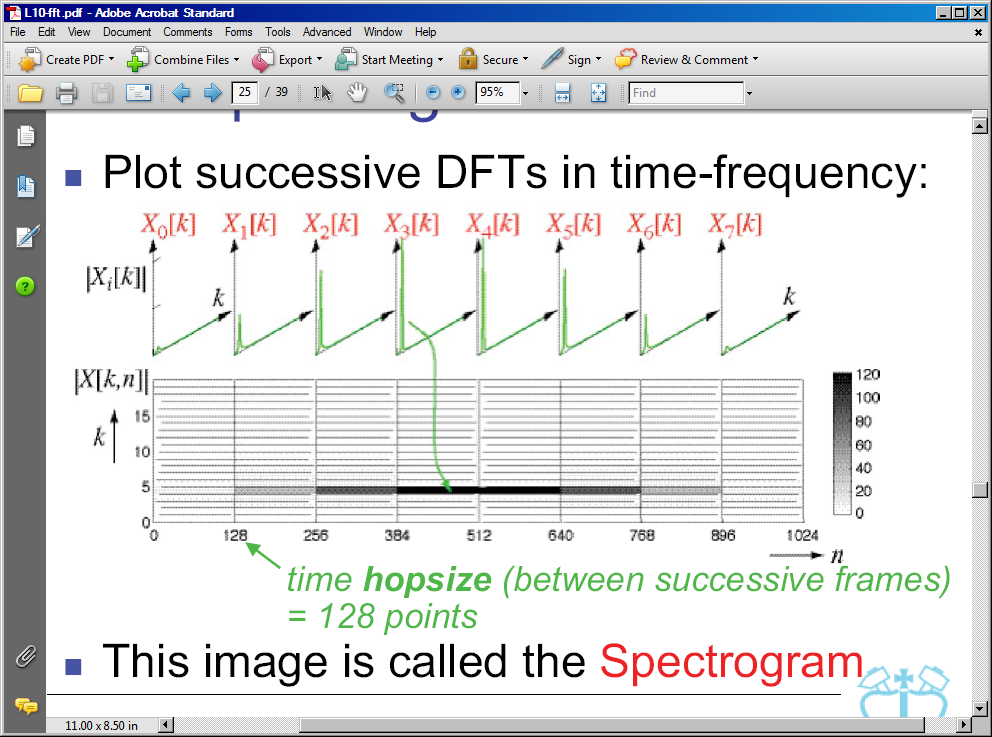 L10-fft.pdf - Adobe Acrobat Standard
File Edit View Document Comments Forms Tools Advanced Window Help
Create PDF Combine Files Export Start Meeting Secure Sign Review & Comment
25 / 39 95% Find
Plot successive DFTs in time-frequency:
X0[k] X1[k] X2[k] X3[k] X4[k] X5[k] X6[k] X7[k]
|Xi[k]| k k
|X[k,n]|
k
15
10
5
0
120
100
80
60
40
20
0
0 128 256 384 512 640 768 896 1024
n
time hopsize (between successive frames)
= 128 points
This image is called the Spectrogram
11.00 x 8.50 in